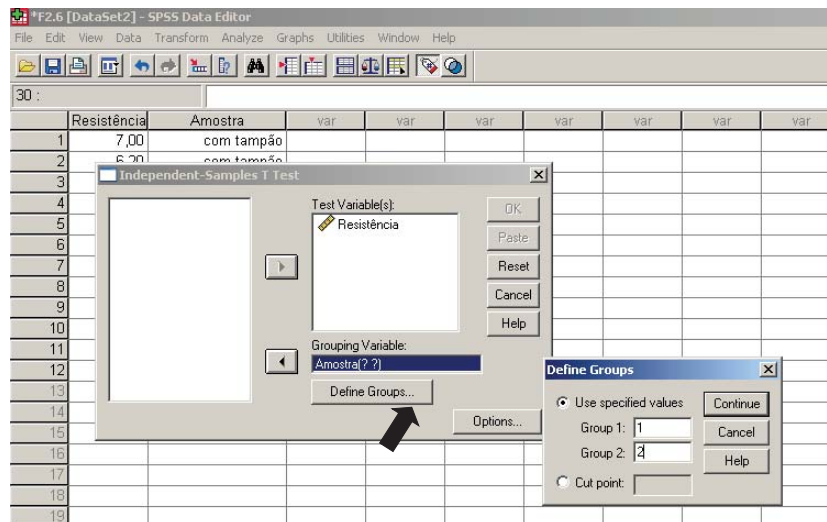 *F2.6 [DataSet2] - SPSS Data Editor
File Edit View Data Transform Analyze Graphs Utilities Window Help
30 :
Resistência Amostra var var var var var var var
1 7,00 com tampão
2 6,20 com tampão
3
4
5
6
7
8
9
10
11
12
13
14
15
16
17
18
19
Independent-Samples T Test
Test Variable(s):
Resistência
OK
Paste
Reset
Cancel
Help
Grouping Variable:
Amostra(? ?)
Define Groups...
Options...
Define Groups
Use specified values
Group 1: 1
Group 2: 2
Cut point:
Continue
Cancel
Help